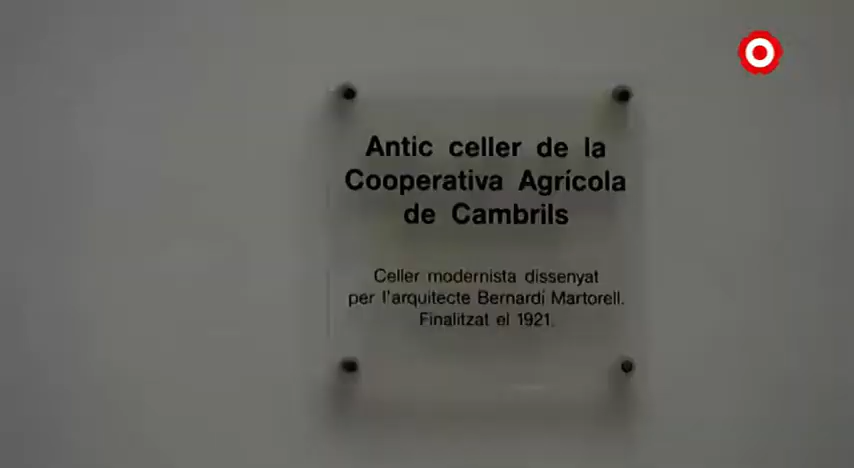 Antic celler de la
Cooperativa Agrícola
de Cambrils
Celler modernista dissenyat
per l'arquitecte Bernardí Martorell.
Finalitzat el 1921.